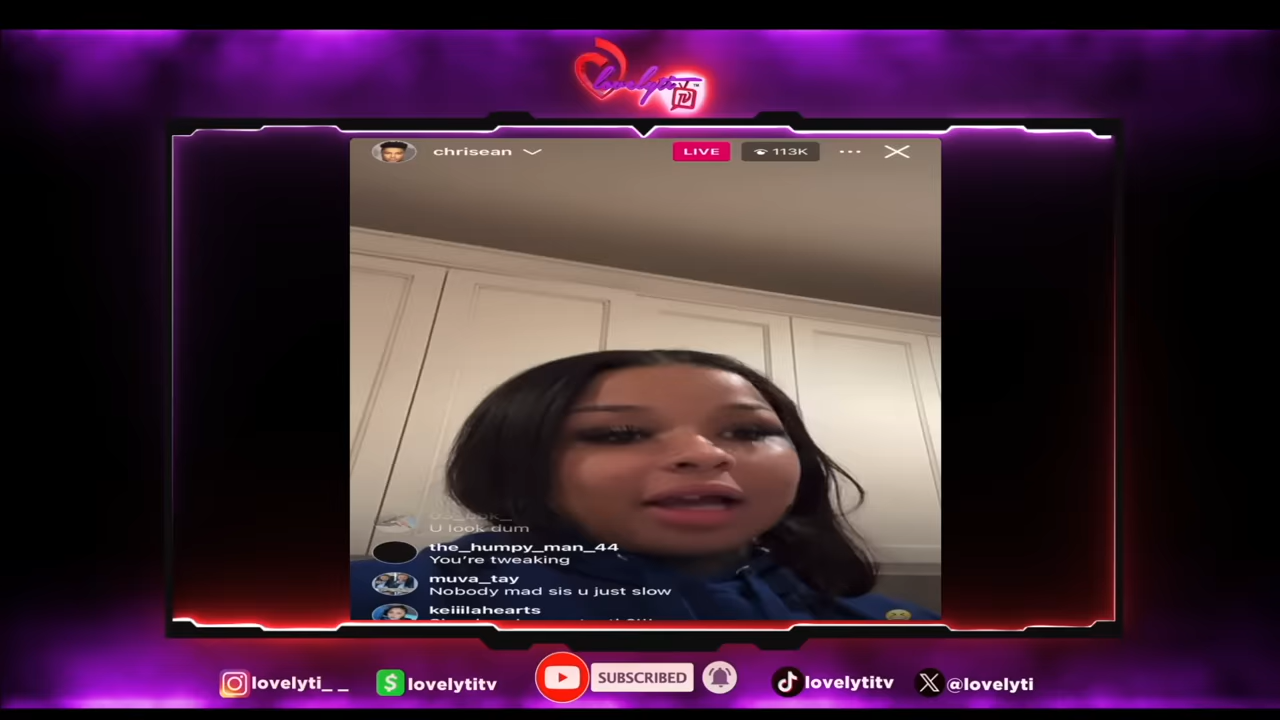 lovelyti
TV
chrisean
LIVE
113K
U look dum
the_humpy_man_44
You're tweaking
muva_tay
Nobody mad sis u just slow
keiiilahearts
lovelyti_ _
lovelytitv
SUBSCRIBED
lovelytitv
@lovelyti